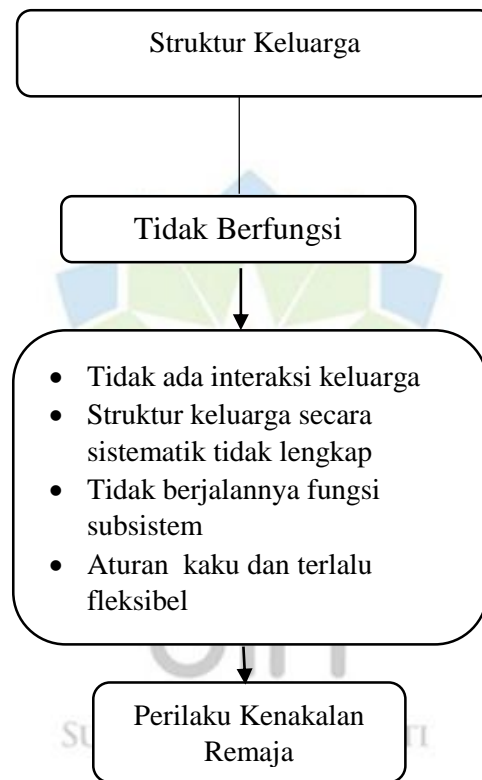 Struktur Keluarga
Tidak Berfungsi
• Tidak ada interaksi keluarga
• Struktur keluarga secara
sistematik tidak lengkap
• Tidak berjalannya fungsi
subsistem
• Aturan kaku dan terlalu
fleksibel
Perilaku Kenakalan
Remaja